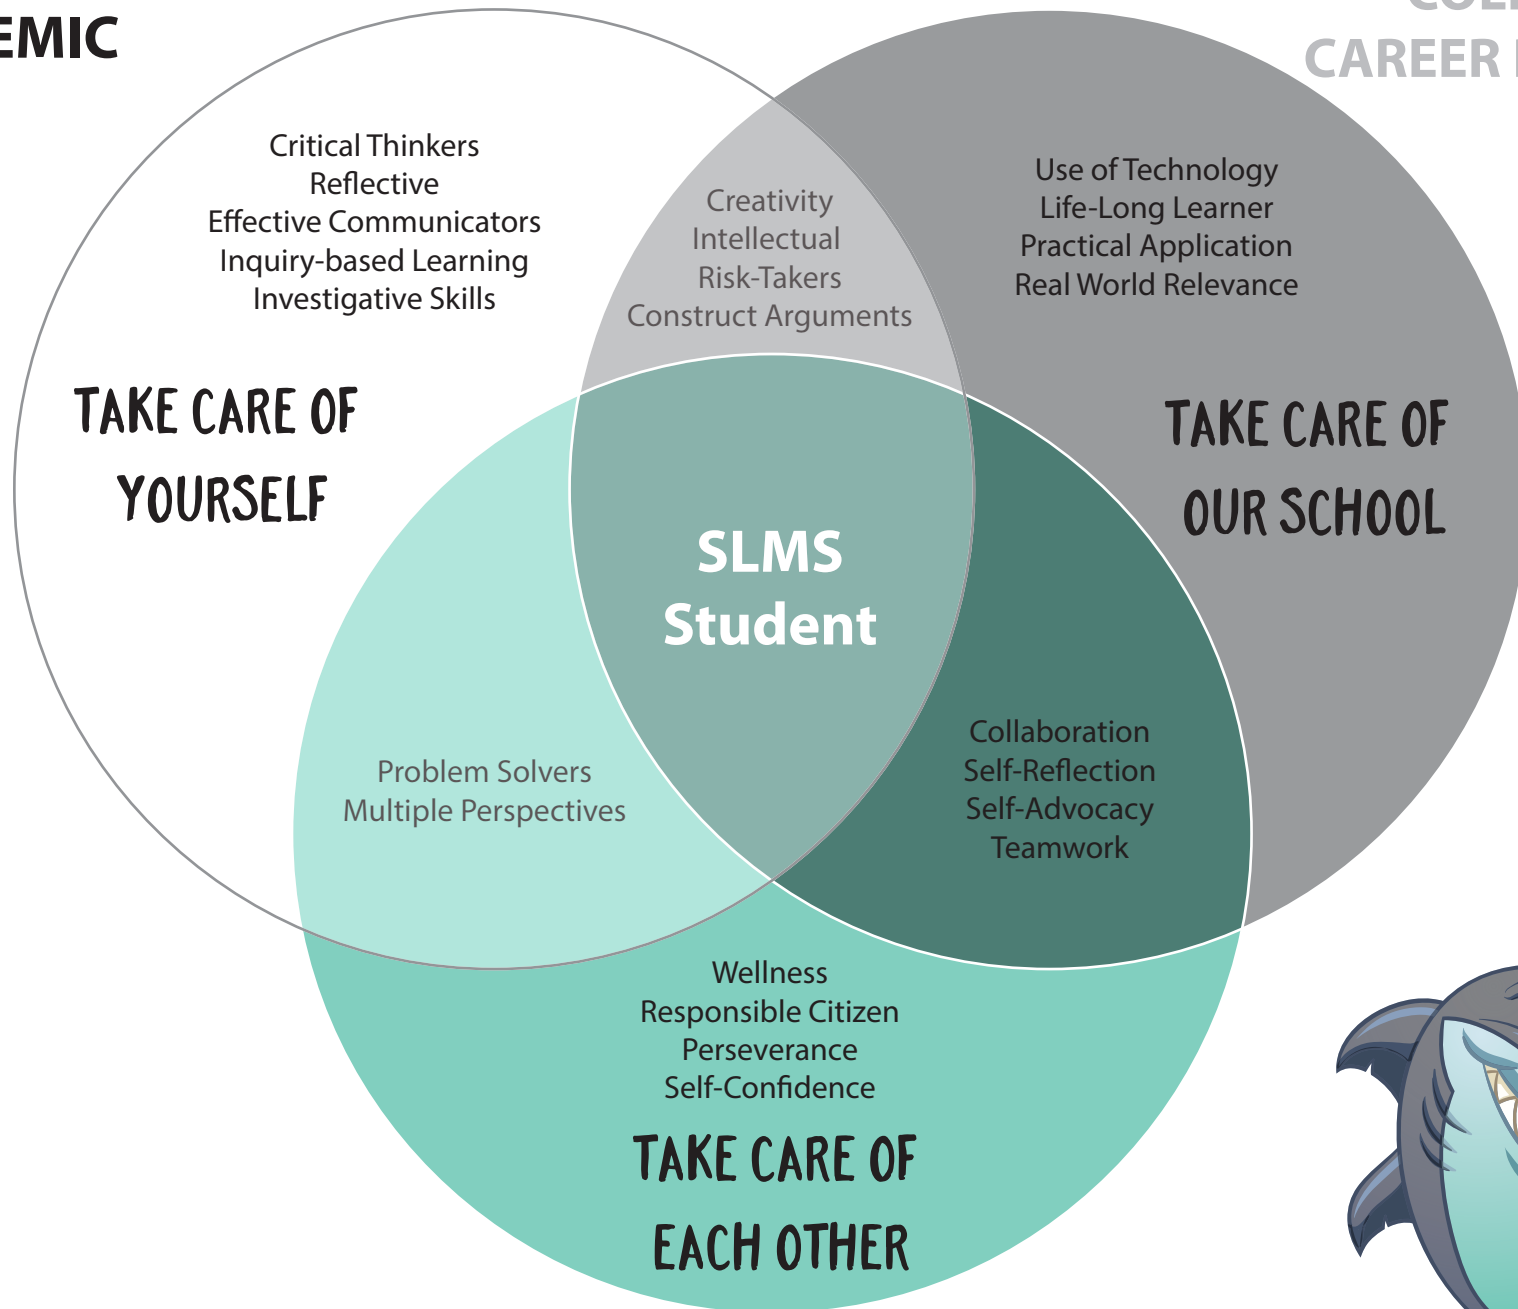 EMIC
CAREER
Critical Thinkers
Reflective
Effective Communicators
Inquiry-based Learning
Investigative Skills
Creativity
Intellectual
Risk-Takers
Construct Arguments
Use of Technology
Life-Long Learner
Practical Application
Real World Relevance
TAKE CARE OF
YOURSELF
TAKE CARE OF
OUR SCHOOL
SLMS
Student
Problem Solvers
Multiple Perspectives
Collaboration
Self-Reflection
Self-Advocacy
Teamwork
Wellness
Responsible Citizen
Perseverance
Self-Confidence
TAKE CARE OF
EACH OTHER